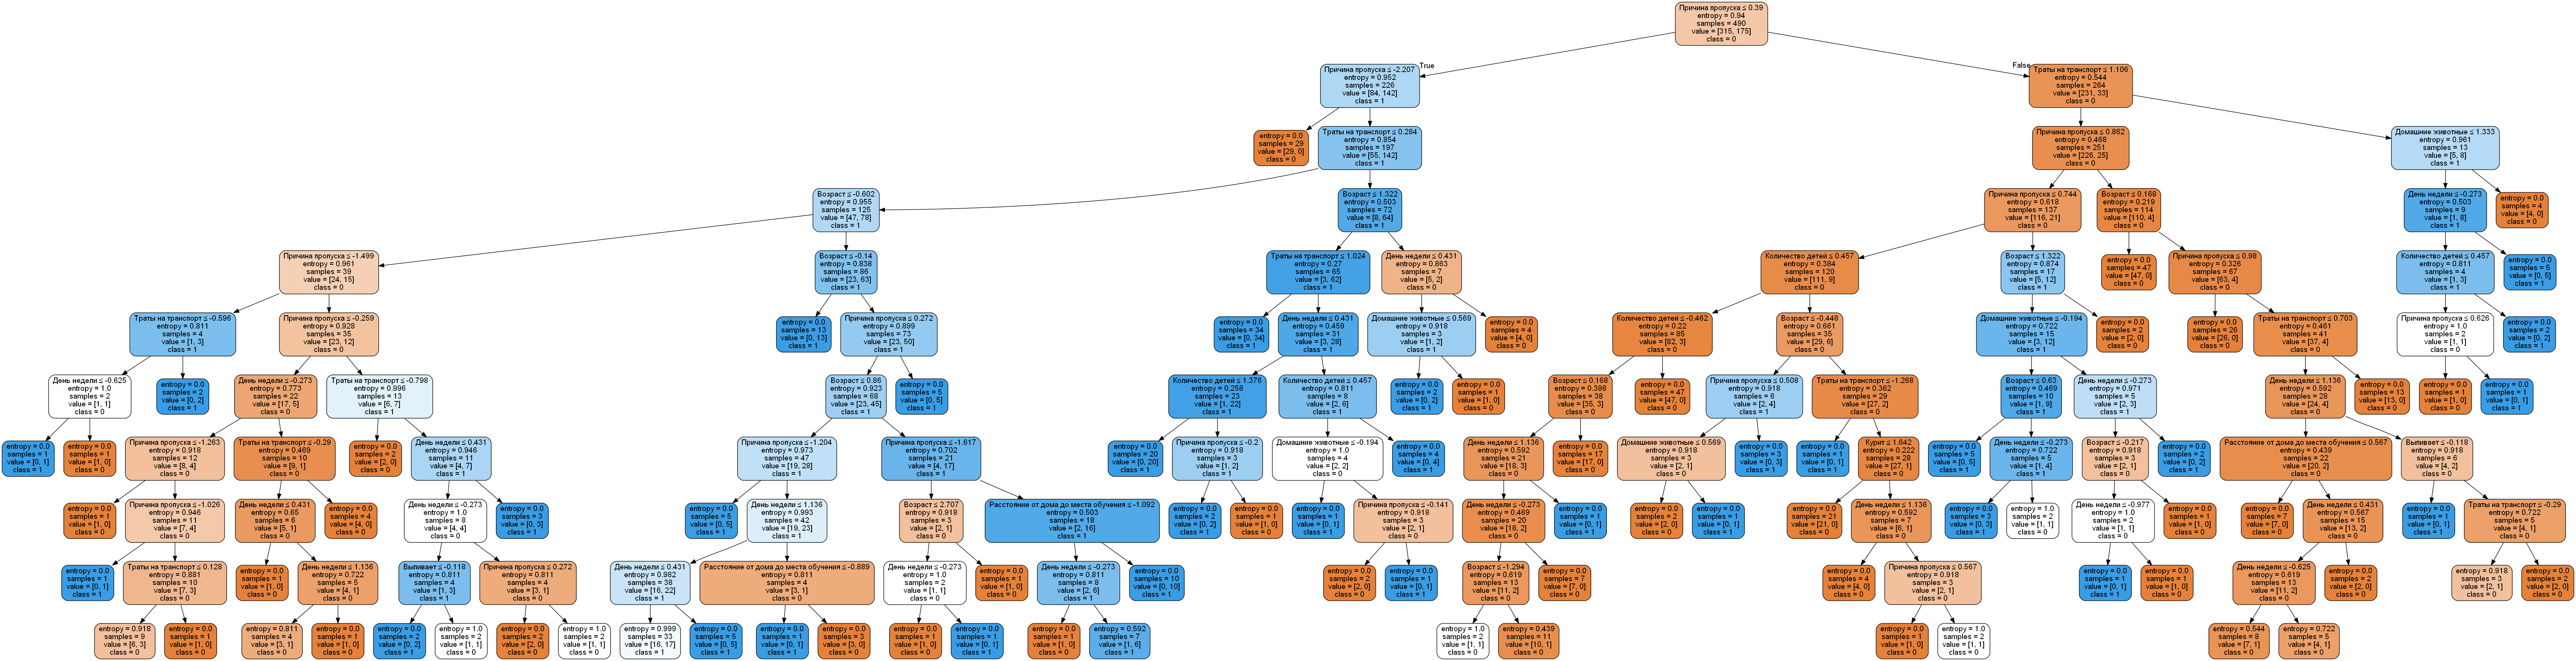 Причина пропуска ≤ 0.39
entropy = 0.94
samples = 490
value = [315, 175]
class = 0
True
False
Причина пропуска ≤ -2.207
entropy = 0.952
samples = 226
value = [84, 142]
class = 1
Траты на транспорт ≤ 1.106
entropy = 0.544
samples = 264
value = [231, 33]
class = 0
entropy = 0.0
samples = 29
value = [29, 0]
class = 0
Траты на транспорт ≤ 0.284
entropy = 0.854
samples = 197
value = [55, 142]
class = 1
Причина пропуска ≤ 0.862
entropy = 0.468
samples = 251
value = [226, 25]
class = 0
Домашние животные ≤ 1.333
entropy = 0.961
samples = 13
value = [5, 8]
class = 1
Возраст ≤ -0.602
entropy = 0.955
samples = 125
value = [47, 78]
class = 1
Возраст ≤ 1.322
entropy = 0.503
samples = 72
value = [8, 64]
class = 1
Причина пропуска ≤ 0.744
entropy = 0.618
samples = 137
value = [116, 21]
class = 0
Возраст ≤ 0.168
entropy = 0.219
samples = 114
value = [110, 4]
class = 0
День недели ≤ -0.273
entropy = 0.503
samples = 9
value = [1, 8]
class = 1
entropy = 0.0
samples = 4
value = [4, 0]
class = 0
Причина пропуска ≤ -1.499
entropy = 0.961
samples = 39
value = [24, 15]
class = 0
Возраст ≤ -0.14
entropy = 0.838
samples = 86
value = [23, 63]
class = 1
Траты на транспорт ≤ 1.024
entropy = 0.27
samples = 65
value = [3, 62]
class = 1
День недели ≤ 0.431
entropy = 0.863
samples = 7
value = [5, 2]
class = 0
Количество детей ≤ 0.457
entropy = 0.384
samples = 120
value = [111, 9]
class = 0
Возраст ≤ 1.322
entropy = 0.874
samples = 17
value = [5, 12]
class = 1
entropy = 0.0
samples = 47
value = [47, 0]
class = 0
Причина пропуска ≤ 0.98
entropy = 0.326
samples = 67
value = [63, 4]
class = 0
Количество детей ≤ 0.457
entropy = 0.811
samples = 4
value = [1, 3]
class = 1
entropy = 0.0
samples = 5
value = [0, 5]
class = 1
Траты на транспорт ≤ -0.596
entropy = 0.811
samples = 4
value = [1, 3]
class = 1
Причина пропуска ≤ -0.259
entropy = 0.928
samples = 35
value = [23, 12]
class = 0
entropy = 0.0
samples = 13
value = [0, 13]
class = 1
Причина пропуска ≤ 0.272
entropy = 0.899
samples = 73
value = [23, 50]
class = 1
entropy = 0.0
samples = 34
value = [0, 34]
class = 1
День недели ≤ 0.431
entropy = 0.459
samples = 31
value = [3, 28]
class = 1
Домашние животные ≤ 0.569
entropy = 0.918
samples = 3
value = [1, 2]
class = 1
entropy = 0.0
samples = 4
value = [4, 0]
class = 0
Количество детей ≤ -0.462
entropy = 0.22
samples = 85
value = [82, 3]
class = 0
Возраст ≤ -0.448
entropy = 0.661
samples = 35
value = [29, 6]
class = 0
Домашние животные ≤ -0.194
entropy = 0.722
samples = 15
value = [3, 12]
class = 1
entropy = 0.0
samples = 2
value = [2, 0]
class = 0
entropy = 0.0
samples = 26
value = [26, 0]
class = 0
Траты на транспорт ≤ 0.703
entropy = 0.461
samples = 41
value = [37, 4]
class = 0
Причина пропуска ≤ 0.626
entropy = 1.0
samples = 2
value = [1, 1]
class = 0
entropy = 0.0
samples = 2
value = [0, 2]
class = 1
День недели ≤ -0.625
entropy = 1.0
samples = 2
value = [1, 1]
class = 0
entropy = 0.0
samples = 2
value = [0, 2]
class = 1
День недели ≤ -0.273
entropy = 0.773
samples = 22
value = [17, 5]
class = 0
Траты на транспорт ≤ -0.798
entropy = 0.996
samples = 13
value = [6, 7]
class = 1
Возраст ≤ 0.86
entropy = 0.923
samples = 68
value = [23, 45]
class = 1
entropy = 0.0
samples = 5
value = [0, 5]
class = 1
Количество детей ≤ 1.376
entropy = 0.258
samples = 23
value = [1, 22]
class = 1
Количество детей ≤ 0.457
entropy = 0.811
samples = 8
value = [2, 6]
class = 1
entropy = 0.0
samples = 2
value = [0, 2]
class = 1
entropy = 0.0
samples = 1
value = [1, 0]
class = 0
Возраст ≤ 0.168
entropy = 0.398
samples = 38
value = [35, 3]
class = 0
entropy = 0.0
samples = 47
value = [47, 0]
class = 0
Причина пропуска ≤ 0.508
entropy = 0.918
samples = 6
value = [2, 4]
class = 1
Траты на транспорт ≤ -1.268
entropy = 0.362
samples = 29
value = [27, 2]
class = 0
Возраст ≤ 0.63
entropy = 0.469
samples = 10
value = [1, 9]
class = 1
День недели ≤ -0.273
entropy = 0.971
samples = 5
value = [2, 3]
class = 1
День недели ≤ 1.136
entropy = 0.592
samples = 28
value = [24, 4]
class = 0
entropy = 0.0
samples = 13
value = [13, 0]
class = 0
entropy = 0.0
samples = 1
value = [1, 0]
class = 0
entropy = 0.0
samples = 1
value = [0, 1]
class = 1
entropy = 0.0
samples = 1
value = [0, 1]
class = 1
entropy = 0.0
samples = 1
value = [1, 0]
class = 0
Причина пропуска ≤ -1.263
entropy = 0.918
samples = 12
value = [8, 4]
class = 0
Траты на транспорт ≤ -0.29
entropy = 0.469
samples = 10
value = [9, 1]
class = 0
entropy = 0.0
samples = 2
value = [2, 0]
class = 0
День недели ≤ 0.431
entropy = 0.946
samples = 11
value = [4, 7]
class = 1
Причина пропуска ≤ -1.204
entropy = 0.973
samples = 47
value = [19, 28]
class = 1
Причина пропуска ≤ -1.617
entropy = 0.702
samples = 21
value = [4, 17]
class = 1
entropy = 0.0
samples = 20
value = [0, 20]
class = 1
Причина пропуска ≤ -0.2
entropy = 0.918
samples = 3
value = [1, 2]
class = 1
Домашние животные ≤ -0.194
entropy = 1.0
samples = 4
value = [2, 2]
class = 0
entropy = 0.0
samples = 4
value = [0, 4]
class = 1
День недели ≤ 1.136
entropy = 0.592
samples = 21
value = [18, 3]
class = 0
entropy = 0.0
samples = 17
value = [17, 0]
class = 0
Домашние животные ≤ 0.569
entropy = 0.918
samples = 3
value = [2, 1]
class = 0
entropy = 0.0
samples = 3
value = [0, 3]
class = 1
entropy = 0.0
samples = 1
value = [0, 1]
class = 1
Курит ≤ 1.642
entropy = 0.222
samples = 28
value = [27, 1]
class = 0
entropy = 0.0
samples = 5
value = [0, 5]
class = 1
День недели ≤ -0.273
entropy = 0.722
samples = 5
value = [1, 4]
class = 1
Возраст ≤ -0.217
entropy = 0.918
samples = 3
value = [2, 1]
class = 0
entropy = 0.0
samples = 2
value = [0, 2]
class = 1
Расстояние от дома до места обучения ≤ 0.567
entropy = 0.439
samples = 22
value = [20, 2]
class = 0
Выпивает ≤ -0.118
entropy = 0.918
samples = 6
value = [4, 2]
class = 0
entropy = 0.0
samples = 1
value = [1, 0]
class = 0
Причина пропуска ≤ -1.026
entropy = 0.946
samples = 11
value = [7, 4]
class = 0
День недели ≤ 0.431
entropy = 0.65
samples = 6
value = [5, 1]
class = 0
entropy = 0.0
samples = 4
value = [4, 0]
class = 0
День недели ≤ -0.273
entropy = 1.0
samples = 8
value = [4, 4]
class = 0
entropy = 0.0
samples = 3
value = [0, 3]
class = 1
entropy = 0.0
samples = 5
value = [0, 5]
class = 1
День недели ≤ 1.136
entropy = 0.993
samples = 42
value = [19, 23]
class = 1
Возраст ≤ 2.707
entropy = 0.918
samples = 3
value = [2, 1]
class = 0
Расстояние от дома до места обучения ≤ -1.092
entropy = 0.503
samples = 18
value = [2, 16]
class = 1
entropy = 0.0
samples = 2
value = [0, 2]
class = 1
entropy = 0.0
samples = 1
value = [1, 0]
class = 0
entropy = 0.0
samples = 1
value = [0, 1]
class = 1
Причина пропуска ≤ -0.141
entropy = 0.918
samples = 3
value = [2, 1]
class = 0
День недели ≤ -0.273
entropy = 0.469
samples = 20
value = [18, 2]
class = 0
entropy = 0.0
samples = 1
value = [0, 1]
class = 1
entropy = 0.0
samples = 2
value = [2, 0]
class = 0
entropy = 0.0
samples = 1
value = [0, 1]
class = 1
entropy = 0.0
samples = 21
value = [21, 0]
class = 0
День недели ≤ 1.136
entropy = 0.592
samples = 7
value = [6, 1]
class = 0
entropy = 0.0
samples = 3
value = [0, 3]
class = 1
entropy = 1.0
samples = 2
value = [1, 1]
class = 0
День недели ≤ -0.977
entropy = 1.0
samples = 2
value = [1, 1]
class = 0
entropy = 0.0
samples = 1
value = [1, 0]
class = 0
entropy = 0.0
samples = 7
value = [7, 0]
class = 0
День недели ≤ 0.431
entropy = 0.567
samples = 15
value = [13, 2]
class = 0
entropy = 0.0
samples = 1
value = [0, 1]
class = 1
Траты на транспорт ≤ -0.29
entropy = 0.722
samples = 5
value = [4, 1]
class = 0
entropy = 0.0
samples = 1
value = [0, 1]
class = 1
Траты на транспорт ≤ 0.128
entropy = 0.881
samples = 10
value = [7, 3]
class = 0
entropy = 0.0
samples = 1
value = [1, 0]
class = 0
День недели ≤ 1.136
entropy = 0.722
samples = 5
value = [4, 1]
class = 0
Выпивает ≤ -0.118
entropy = 0.811
samples = 4
value = [1, 3]
class = 1
Причина пропуска ≤ 0.272
entropy = 0.811
samples = 4
value = [3, 1]
class = 0
День недели ≤ 0.431
entropy = 0.982
samples = 38
value = [16, 22]
class = 1
Расстояние от дома до места обучения ≤ -0.889
entropy = 0.811
samples = 4
value = [3, 1]
class = 0
День недели ≤ -0.273
entropy = 1.0
samples = 2
value = [1, 1]
class = 0
entropy = 0.0
samples = 1
value = [1, 0]
class = 0
День недели ≤ -0.273
entropy = 0.811
samples = 8
value = [2, 6]
class = 1
entropy = 0.0
samples = 10
value = [0, 10]
class = 1
entropy = 0.0
samples = 2
value = [2, 0]
class = 0
entropy = 0.0
samples = 1
value = [0, 1]
class = 1
Возраст ≤ -1.294
entropy = 0.619
samples = 13
value = [11, 2]
class = 0
entropy = 0.0
samples = 7
value = [7, 0]
class = 0
entropy = 0.0
samples = 4
value = [4, 0]
class = 0
Причина пропуска ≤ 0.567
entropy = 0.918
samples = 3
value = [2, 1]
class = 0
entropy = 0.0
samples = 1
value = [0, 1]
class = 1
entropy = 0.0
samples = 1
value = [1, 0]
class = 0
День недели ≤ -0.625
entropy = 0.619
samples = 13
value = [11, 2]
class = 0
entropy = 0.0
samples = 2
value = [2, 0]
class = 0
entropy = 0.918
samples = 3
value = [2, 1]
class = 0
entropy = 0.0
samples = 2
value = [2, 0]
class = 0
entropy = 0.918
samples = 9
value = [6, 3]
class = 0
entropy = 0.0
samples = 1
value = [1, 0]
class = 0
entropy = 0.811
samples = 4
value = [3, 1]
class = 0
entropy = 0.0
samples = 1
value = [1, 0]
class = 0
entropy = 0.0
samples = 2
value = [0, 2]
class = 1
entropy = 1.0
samples = 2
value = [1, 1]
class = 0
entropy = 0.0
samples = 2
value = [2, 0]
class = 0
entropy = 1.0
samples = 2
value = [1, 1]
class = 0
entropy = 0.999
samples = 33
value = [16, 17]
class = 1
entropy = 0.0
samples = 5
value = [0, 5]
class = 1
entropy = 0.0
samples = 1
value = [0, 1]
class = 1
entropy = 0.0
samples = 3
value = [3, 0]
class = 0
entropy = 0.0
samples = 1
value = [1, 0]
class = 0
entropy = 0.0
samples = 1
value = [0, 1]
class = 1
entropy = 0.0
samples = 1
value = [1, 0]
class = 0
entropy = 0.592
samples = 7
value = [1, 6]
class = 1
entropy = 1.0
samples = 2
value = [1, 1]
class = 0
entropy = 0.439
samples = 11
value = [10, 1]
class = 0
entropy = 0.0
samples = 1
value = [1, 0]
class = 0
entropy = 1.0
samples = 2
value = [1, 1]
class = 0
entropy = 0.544
samples = 8
value = [7, 1]
class = 0
entropy = 0.722
samples = 5
value = [4, 1]
class = 0